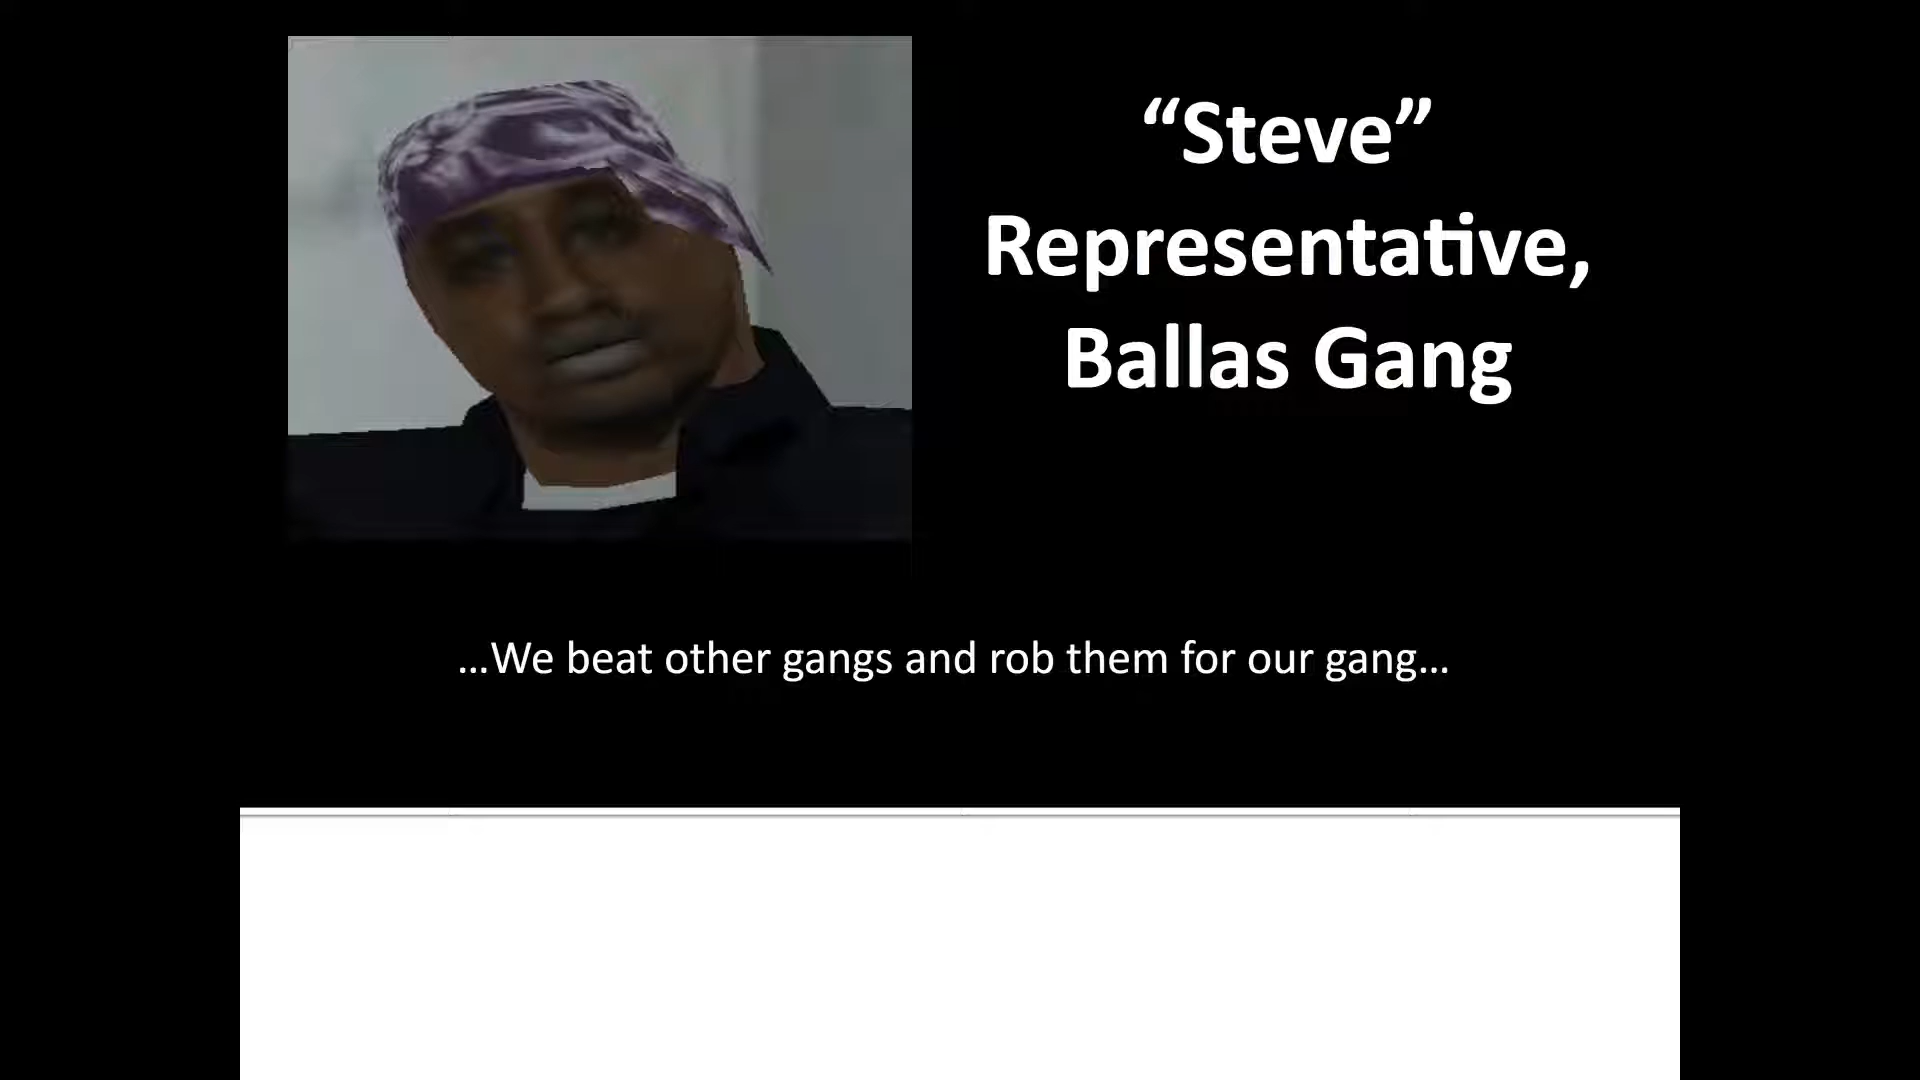 “Steve”
Representative,
Ballas Gang
...We beat other gangs and rob them for our gang...